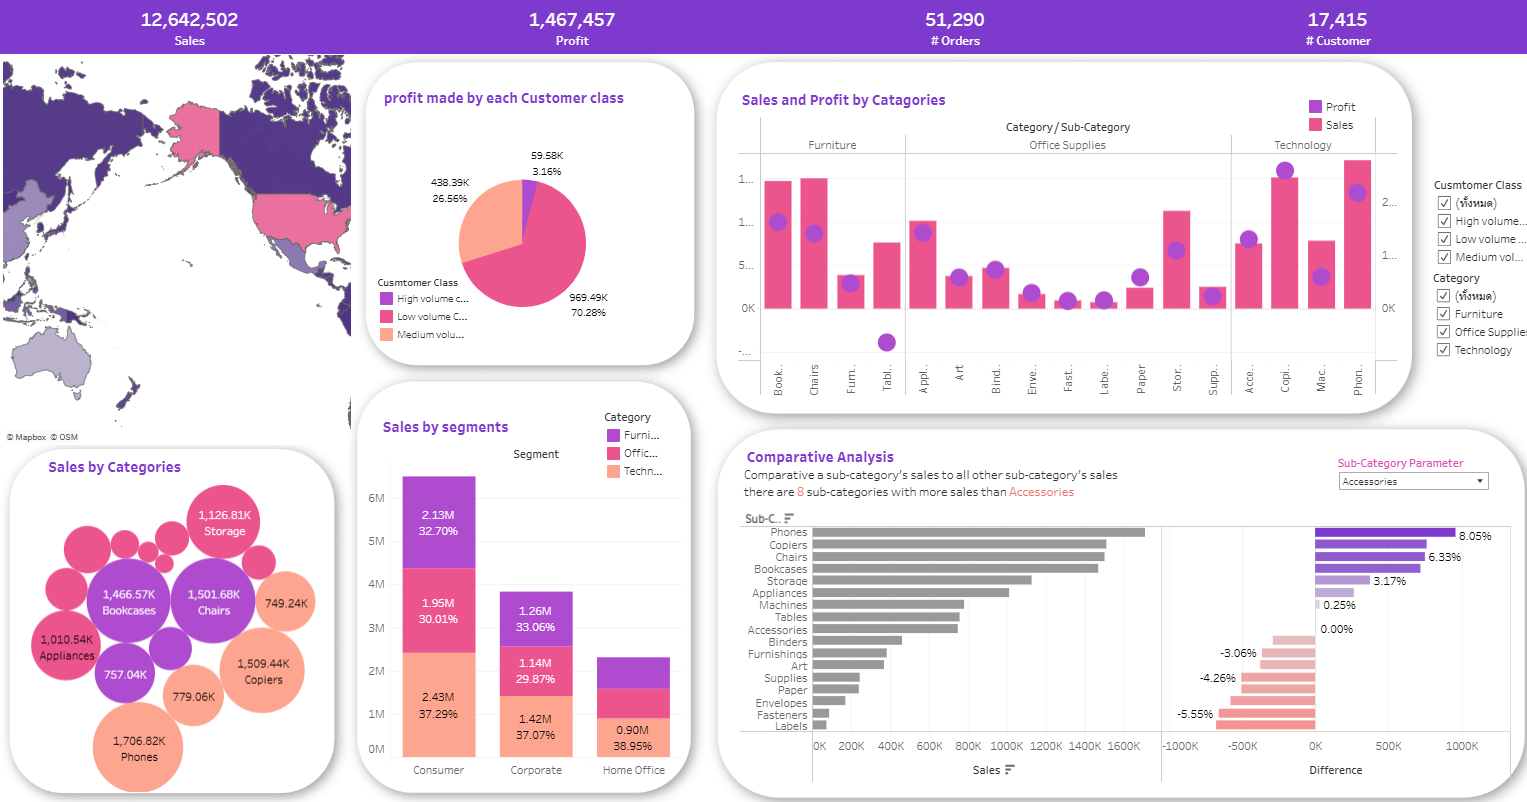 12,642,502
Sales
1,467,457
Profit
51,290
# Orders
17,415
# Customer
© Mapbox © OSM
profit made by each Customer class
59.58K
3.16%
438.39K
26.56%
969.49K
70.28%
Cusmtomer Class
High volume c...
Low volume C...
Medium volu...
Sales and Profit by Catagories
Profit
Sales
Category / Sub-Category
Furniture
Office Supplies
Technology
1...
1...
5...
0K
-...
2...
1...
0K
Book..
Chairs
Furn..
Tabl..
Appl..
Art
Bind..
Enve..
Fast..
Labe..
Paper
Stor..
Supp..
Acce..
Copi..
Mac..
Phon..
Cusmtomer Class
(ทั้งหมด)
High volume...
Low volume ...
Medium vol...
Category
(ทั้งหมด)
Furniture
Office Supplies
Technology
Sales by Categories
1,126.81K
Storage
1,466.57K
Bookcases
1,501.68K
Chairs
749.24K
1,010.54K
Appliances
757.04K
1,509.44K
Copiers
779.06K
1,706.82K
Phones
Sales by segments
Category
Furni...
Offic...
Techn...
Segment
6M
5M
4M
3M
2M
1M
0M
2.13M
32.70%
1.95M
30.01%
2.43M
37.29%
1.26M
33.06%
1.14M
29.87%
1.42M
37.07%
0.90M
38.95%
Consumer
Corporate
Home Office
Comparative Analysis
Comparative a sub-category's sales to all other sub-category's sales
there are 8 sub-categories with more sales than Accessories
Sub-Category Parameter
Accessories
Sub-C..
Phones
Copiers
Chairs
Bookcases
Storage
Appliances
Machines
Tables
Accessories
Binders
Furnishings
Art
Supplies
Paper
Envelopes
Fasteners
Labels
8.05%
6.33%
3.17%
0.25%
0.00%
-3.06%
-4.26%
-5.55%
0K 200K 400K 600K 800K 1000K 1200K 1400K 1600K
-1000K -500K 0K 500K 1000K
Sales
Difference